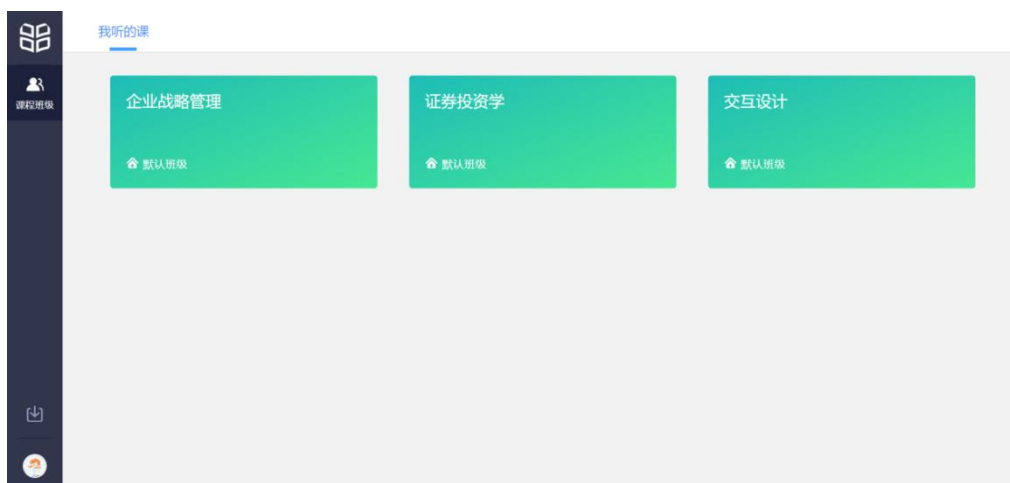 我听的课
课程班级
企业战略管理
默认班级
证券投资学
默认班级
交互设计
默认班级